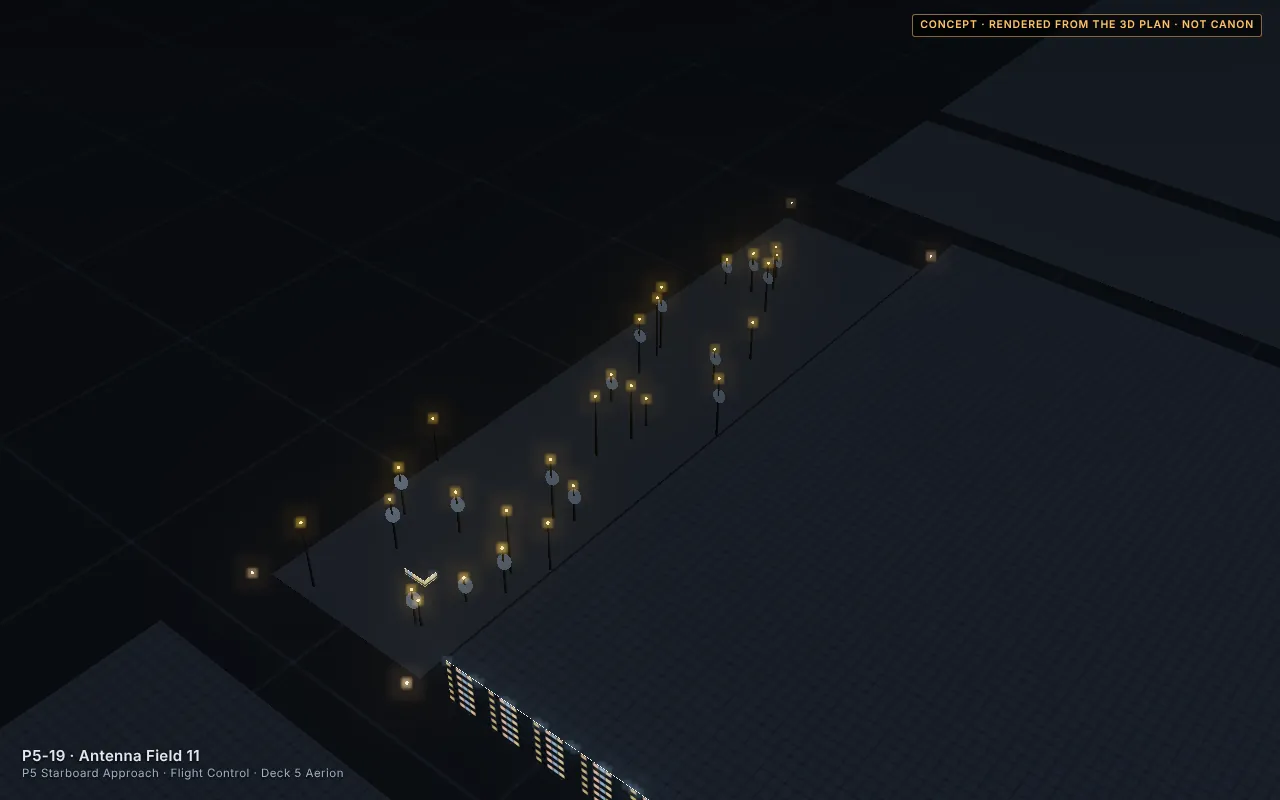 CONCEPT · RENDERED FROM THE 3D PLAN · NOT CANON
P5-19 · Antenna Field 11
P5 Starboard Approach · Flight Control · Deck 5 Aerion